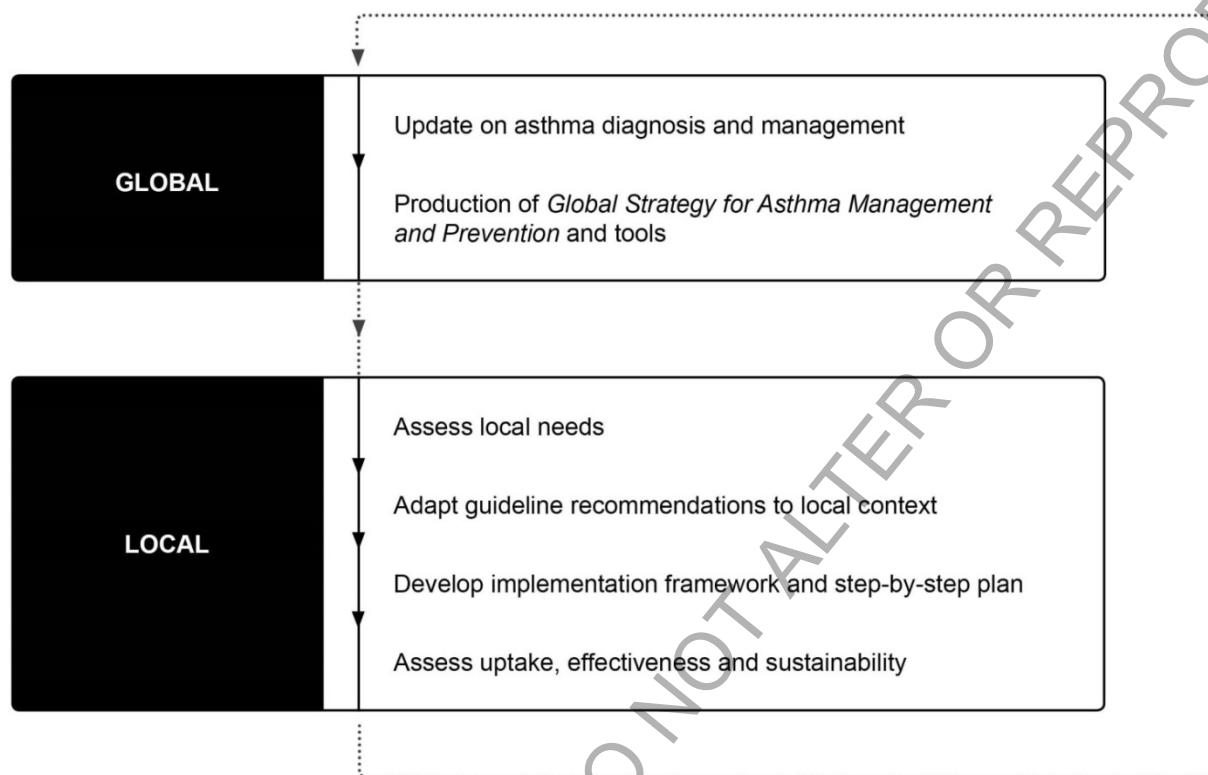 GLOBAL
Update on asthma diagnosis and management
Production of Global Strategy for Asthma Management
and Prevention and tools
LOCAL
Assess local needs
Adapt guideline recommendations to local context
Develop implementation framework and step-by-step plan
Assess uptake, effectiveness and sustainability
NOT ALTER OR